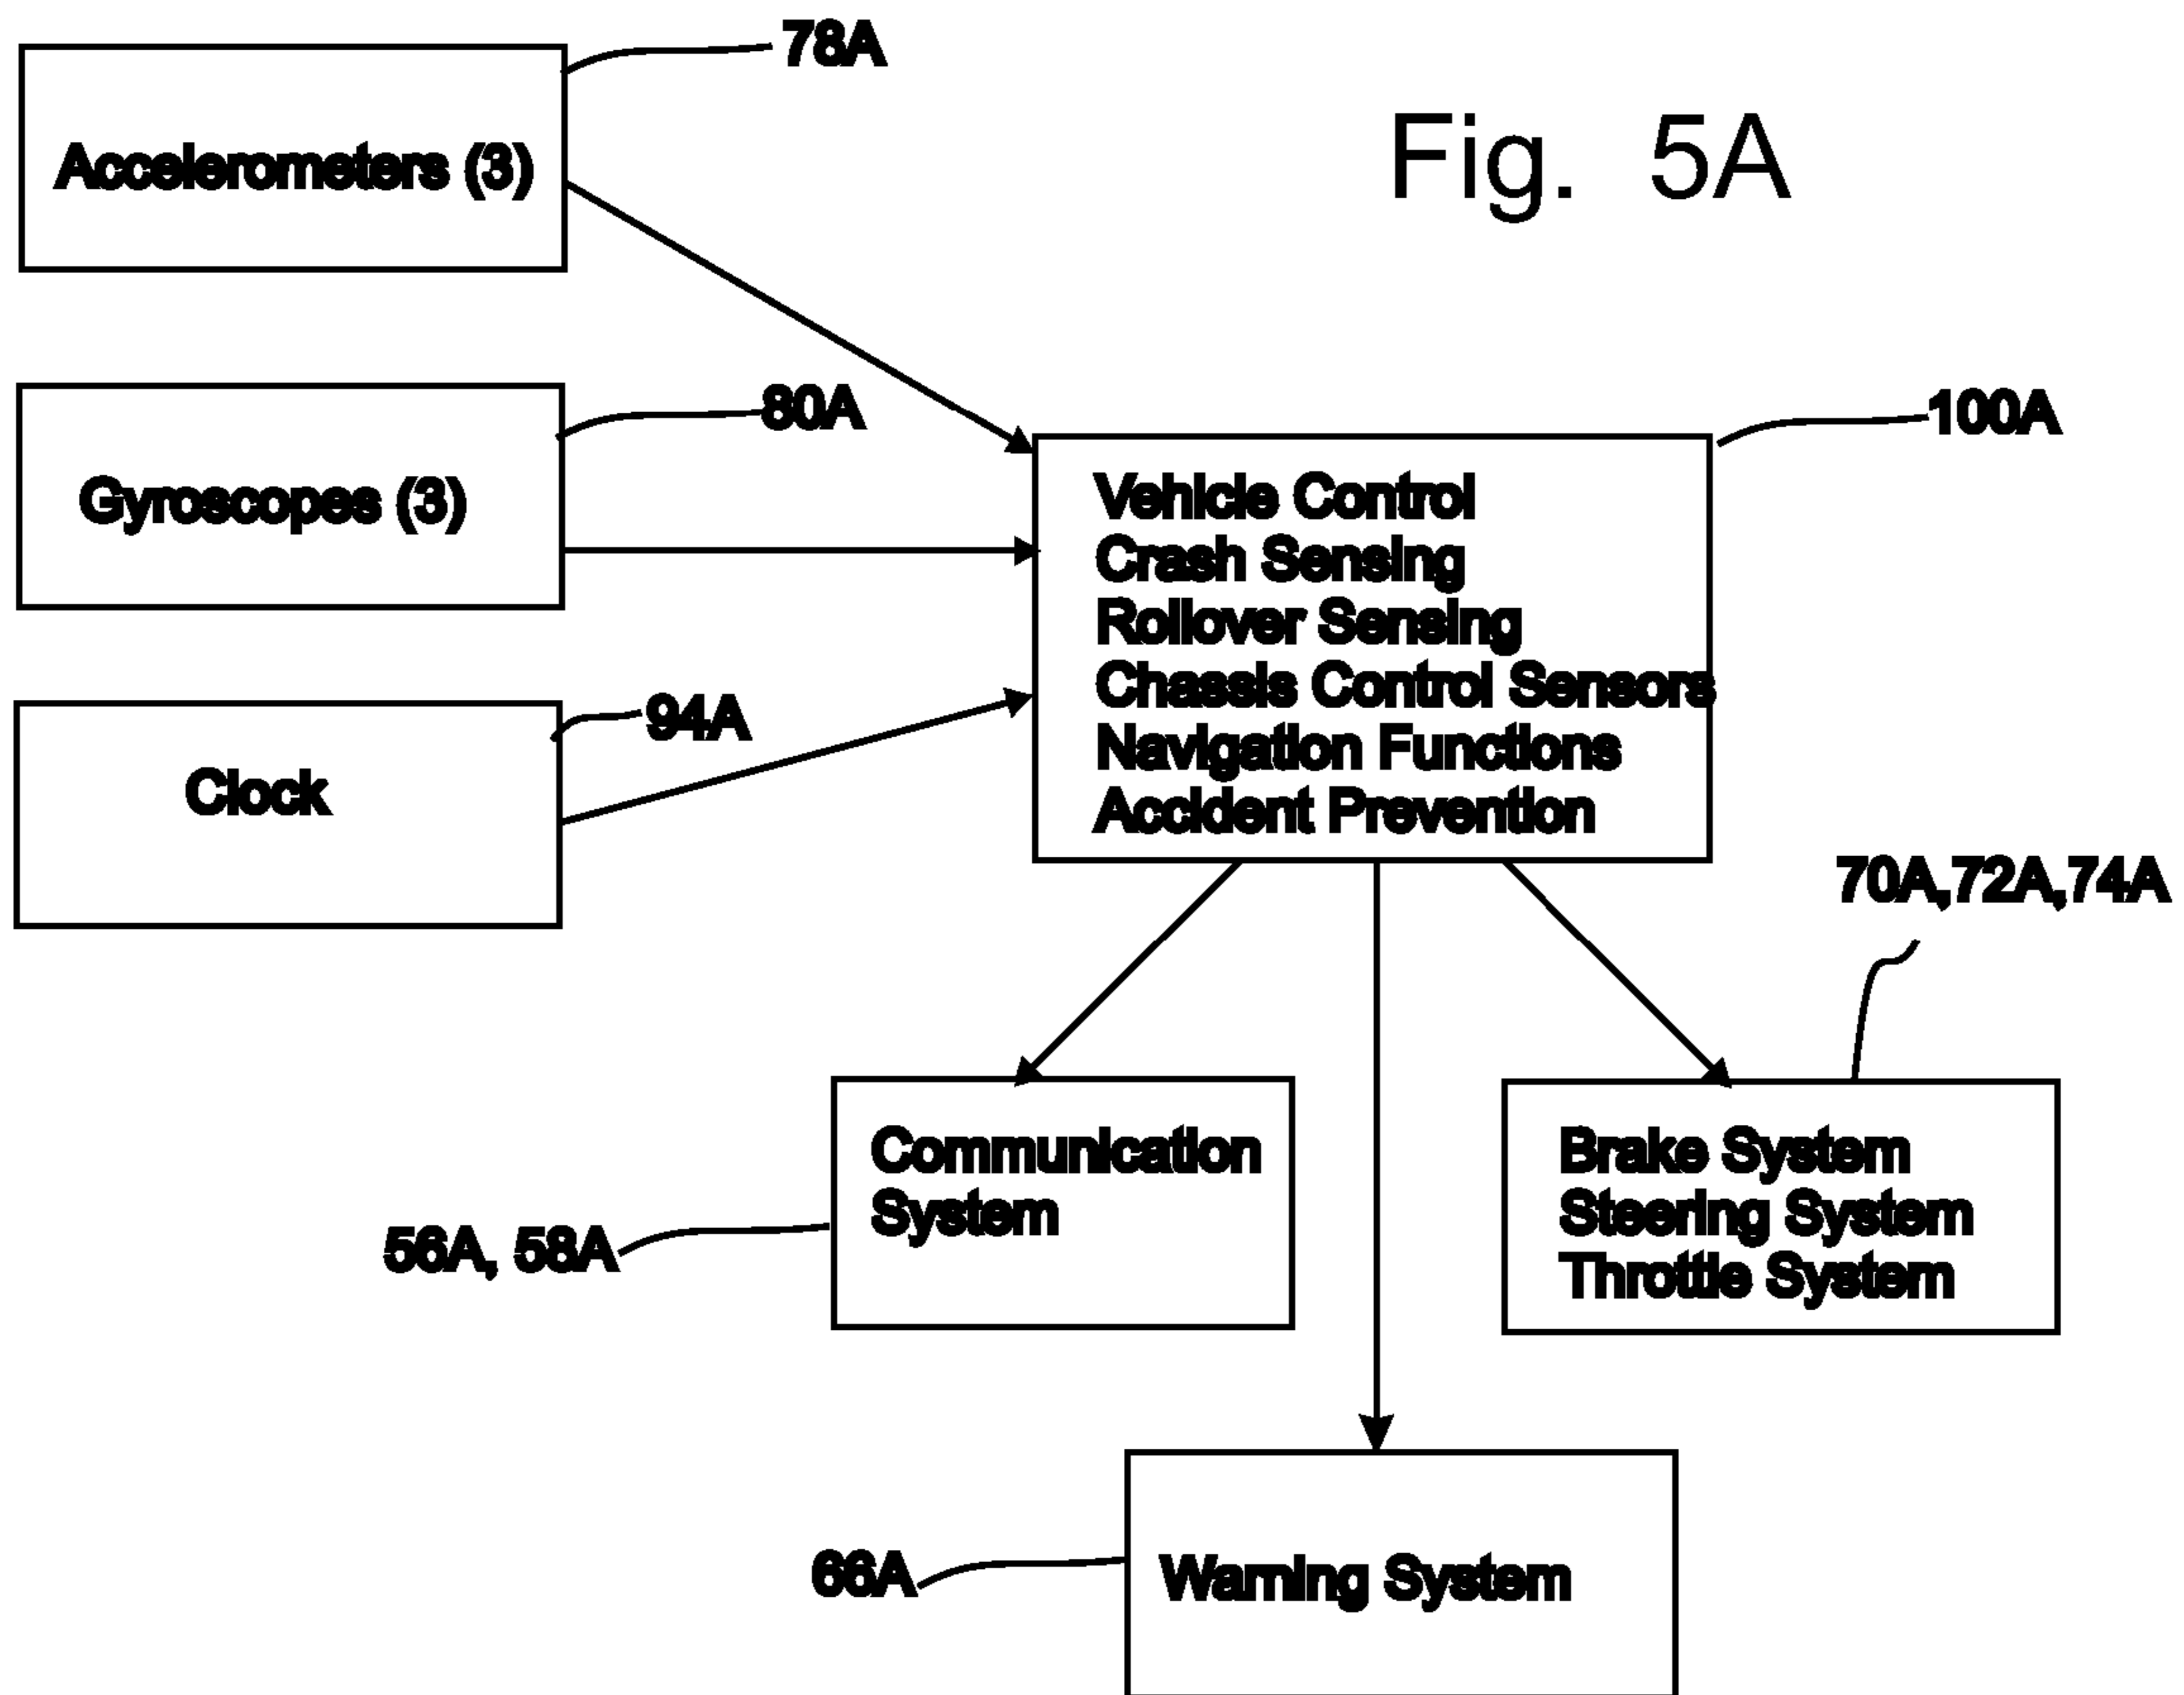 78A
Fig. 5A
Accelerometers (3)
80A
100A
Gyroscopes (3)
Vehicle Control
Crash Sensing
Rollover Sensing
Chassis Control Sensors
Navigation Functions
Accident Prevention
94A
Clock
70A,72A,74A
Communication
System
56A, 58A
Brake System
Steering System
Throttle System
66A
Warning System